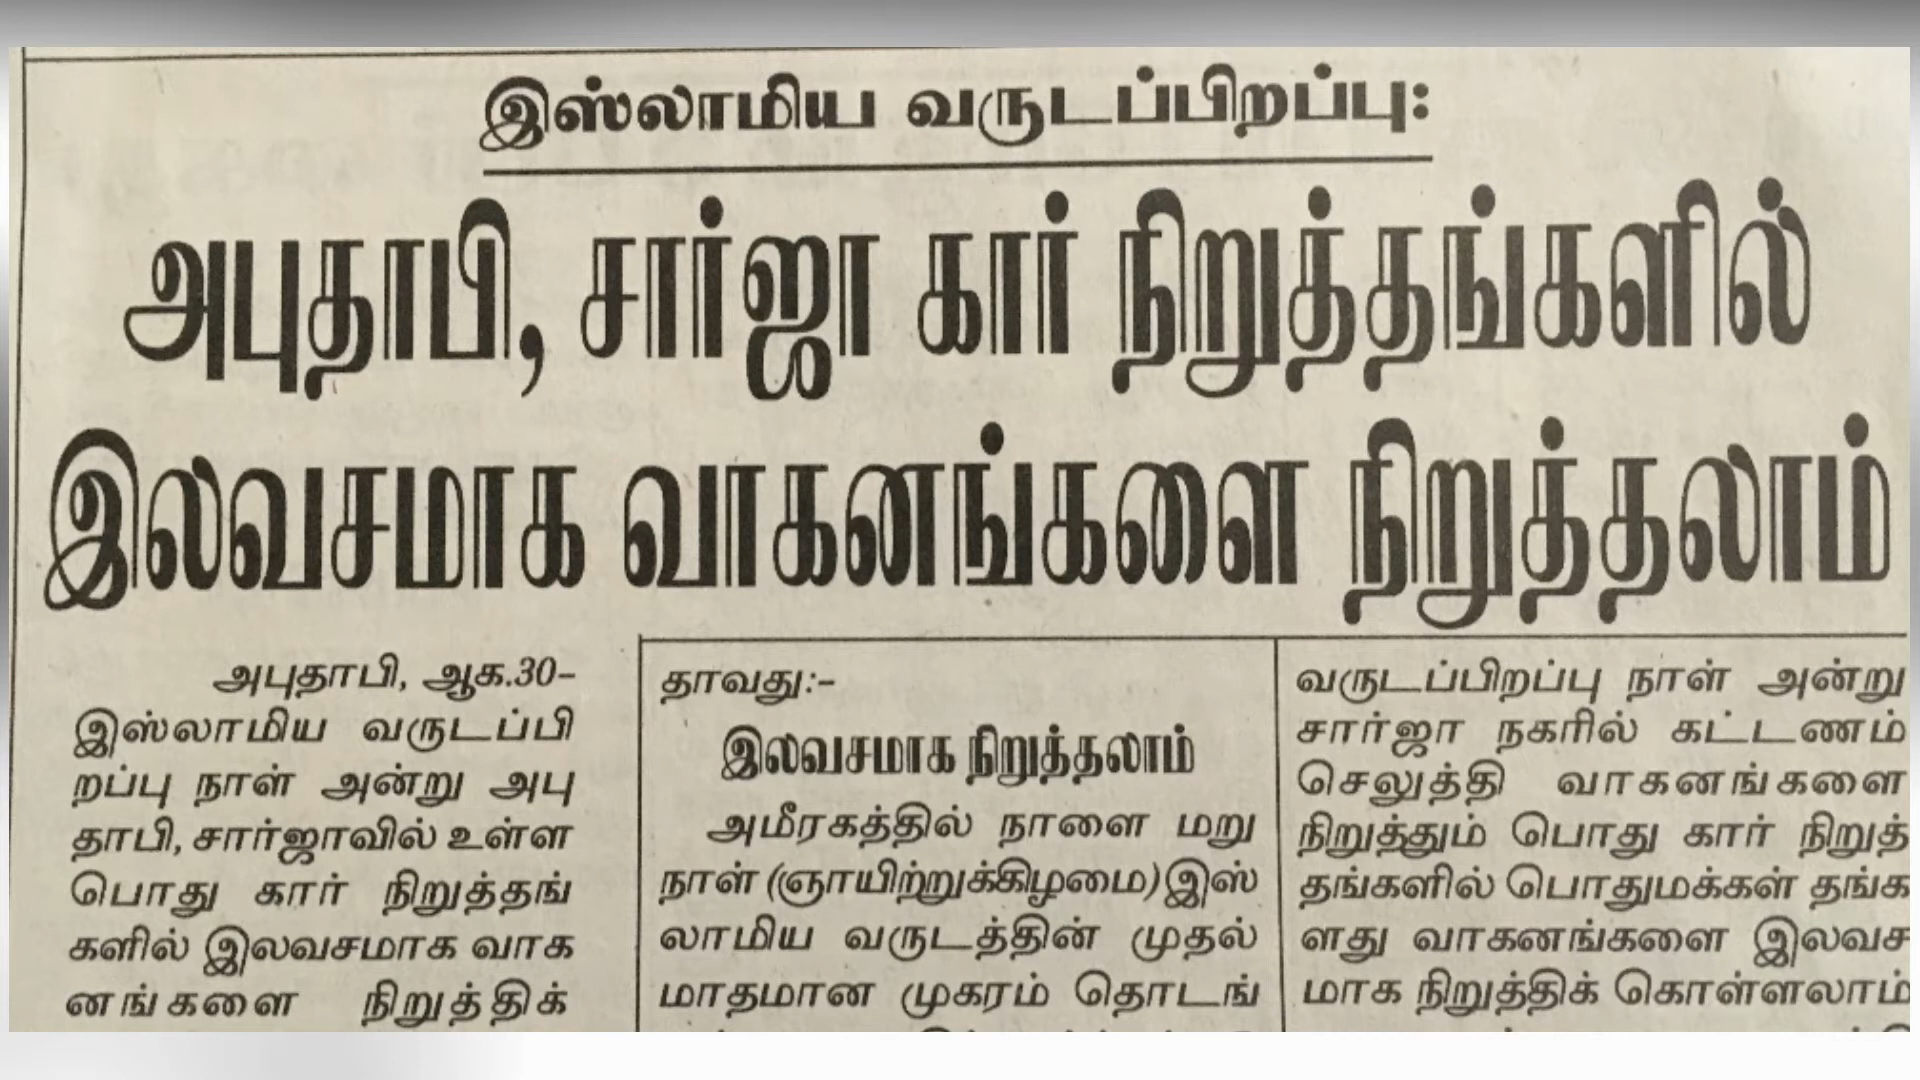 இஸ்லாமிய வருடப்பிறப்பு:
அபுதாபி, சார்ஜா கார் நிறுத்தங்களில்
இலவசமாக வாகனங்களை நிறுத்தலாம்
அபுதாபி, ஆக.30-
இஸ்லாமிய வருடப்பி
றப்பு நாள் அன்று அபு
தாபி, சார்ஜாவில் உள்ள
பொது கார் நிறுத்தங்
களில் இலவசமாக வாக
னங்களை நிறுத்திக்
தாவது:-
இலவசமாக நிறுத்தலாம்
அமீரகத்தில் நாளை மறு
நாள் (ஞாயிற்றுக்கிழமை) இஸ்
லாமிய வருடத்தின் முதல்
மாதமான முகரம் தொடங்
வருடப்பிறப்பு நாள் அன்று
சார்ஜா நகரில் கட்டணம்
செலுத்தி வாகனங்களை
நிறுத்தும் பொது கார் நிறுத்
தங்களில் பொதுமக்கள் தங்க
ளது வாகனங்களை இலவச
மாக நிறுத்திக் கொள்ளலாம்